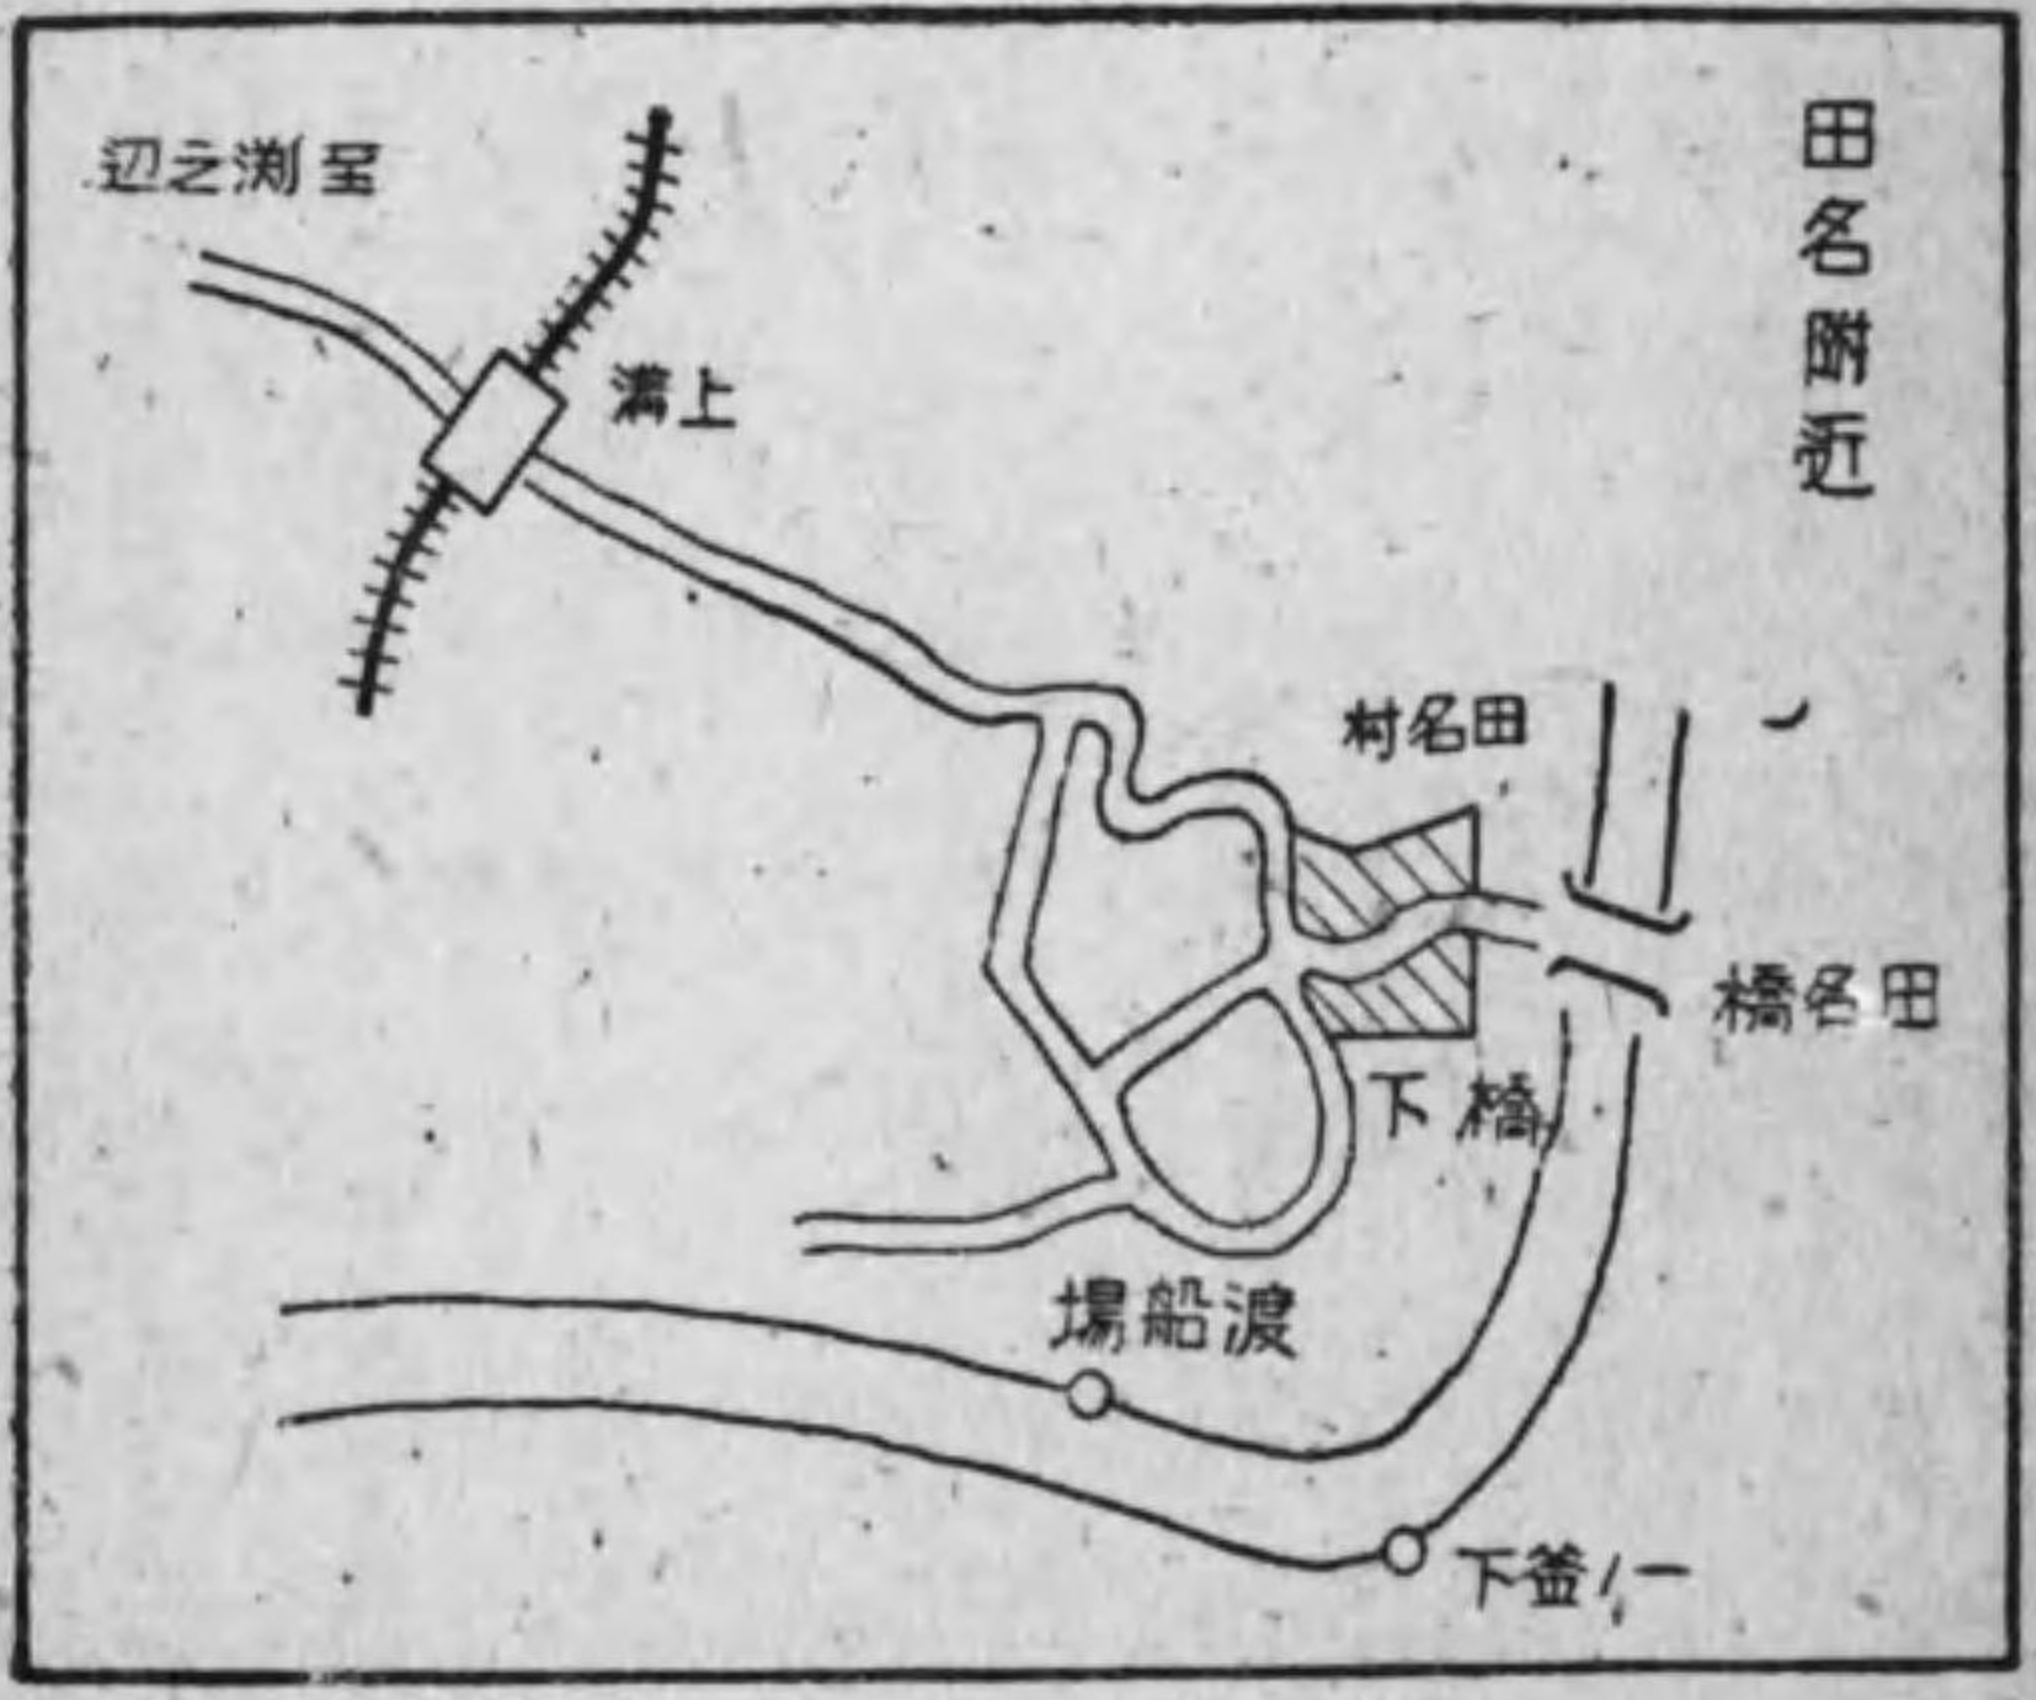 田名附近
至渕之辺
上溝
田名村
田名橋
橋下
渡船場
一ノ釜下